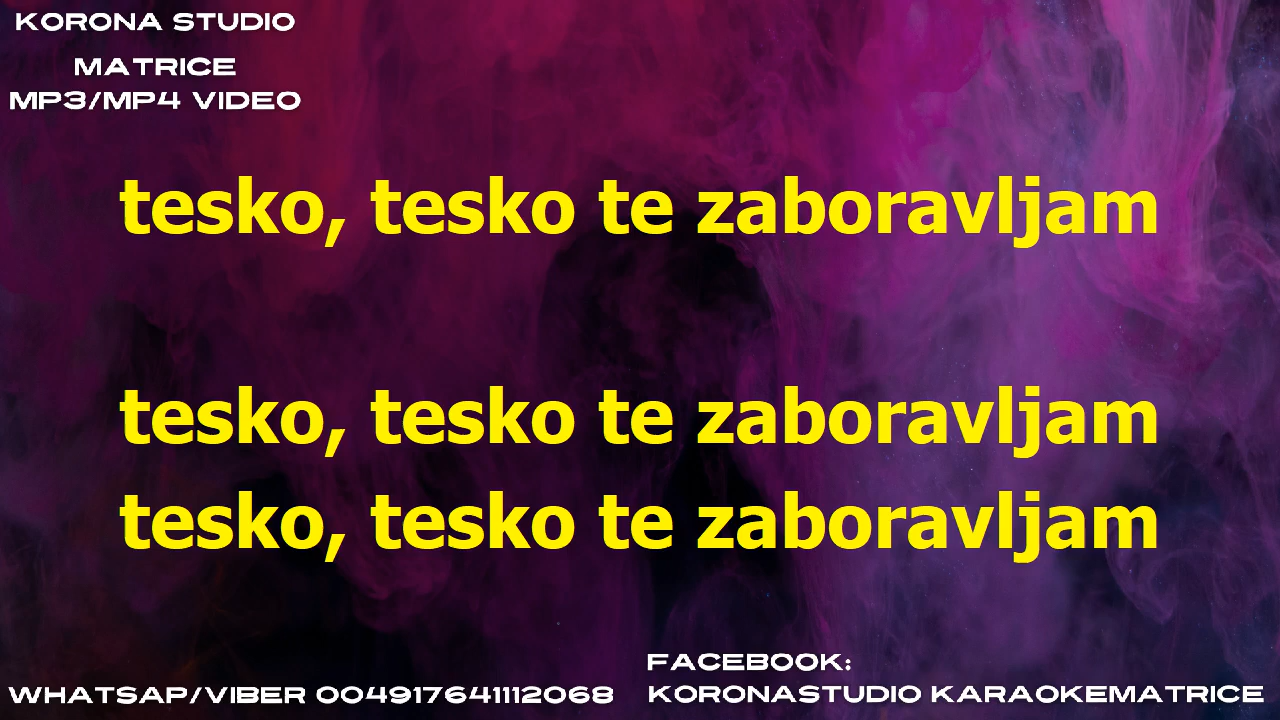 KORONA STUDIO
MATRICE
MP3/MP4 VIDEO
tesko, tesko te zaboravljam
tesko, tesko te zaboravljam
tesko, tesko te zaboravljam
FACEBOOK:
WHATSAP/VIBER 004917641112068
KORONASTUDIO KARAOKEMATRICE